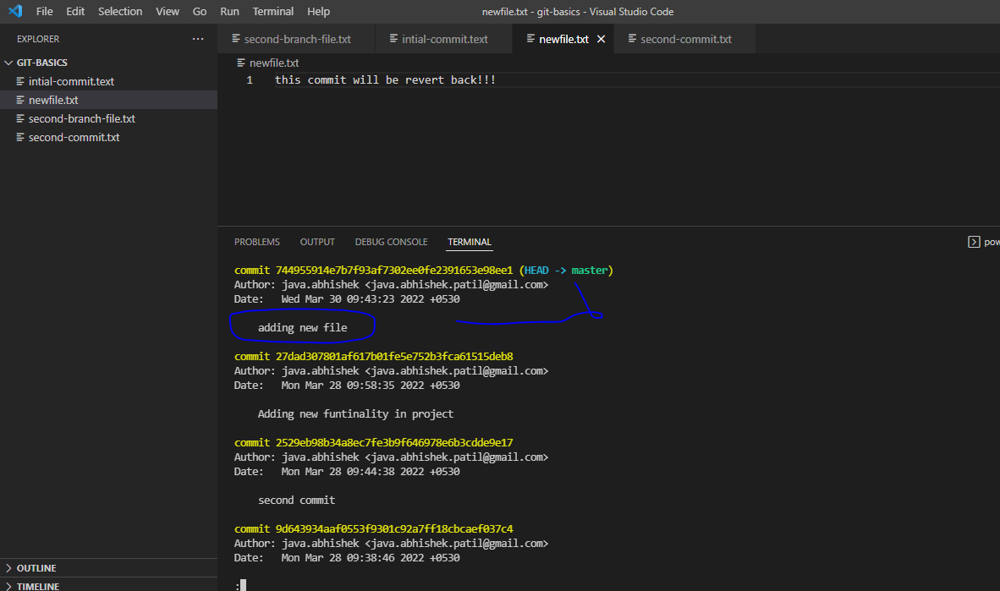 File Edit Selection View Go Run Terminal Help
newfile.txt - git-basics - Visual Studio Code
EXPLORER
GIT-BASICS
intial-commit.text
newfile.txt
second-branch-file.txt
second-commit.txt
OUTLINE
TIMELINE
second-branch-file.txt intial-commit.text newfile.txt second-commit.txt
newfile.txt
1 this commit will be revert back!!!
PROBLEMS OUTPUT DEBUG CONSOLE TERMINAL
pow
commit 744955914e7b7f93af7302ee0fe2391653e98ee1 (HEAD -> master)
Author: java.abhishek <java.abhishek.patil@gmail.com>
Date: Wed Mar 30 09:43:23 2022 +0530
adding new file
commit 27dad307801af617b01fe5e752b3fca61515deb8
Author: java.abhishek <java.abhishek.patil@gmail.com>
Date: Mon Mar 28 09:58:35 2022 +0530
Adding new funtinality in project
commit 2529eb98b34a8ec7fe3b9f646978e6b3cdde9e17
Author: java.abhishek <java.abhishek.patil@gmail.com>
Date: Mon Mar 28 09:44:38 2022 +0530
second commit
commit 9d643934aaf0553f9301c92a7ff18cbcaef037c4
Author: java.abhishek <java.abhishek.patil@gmail.com>
Date: Mon Mar 28 09:38:46 2022 +0530
: